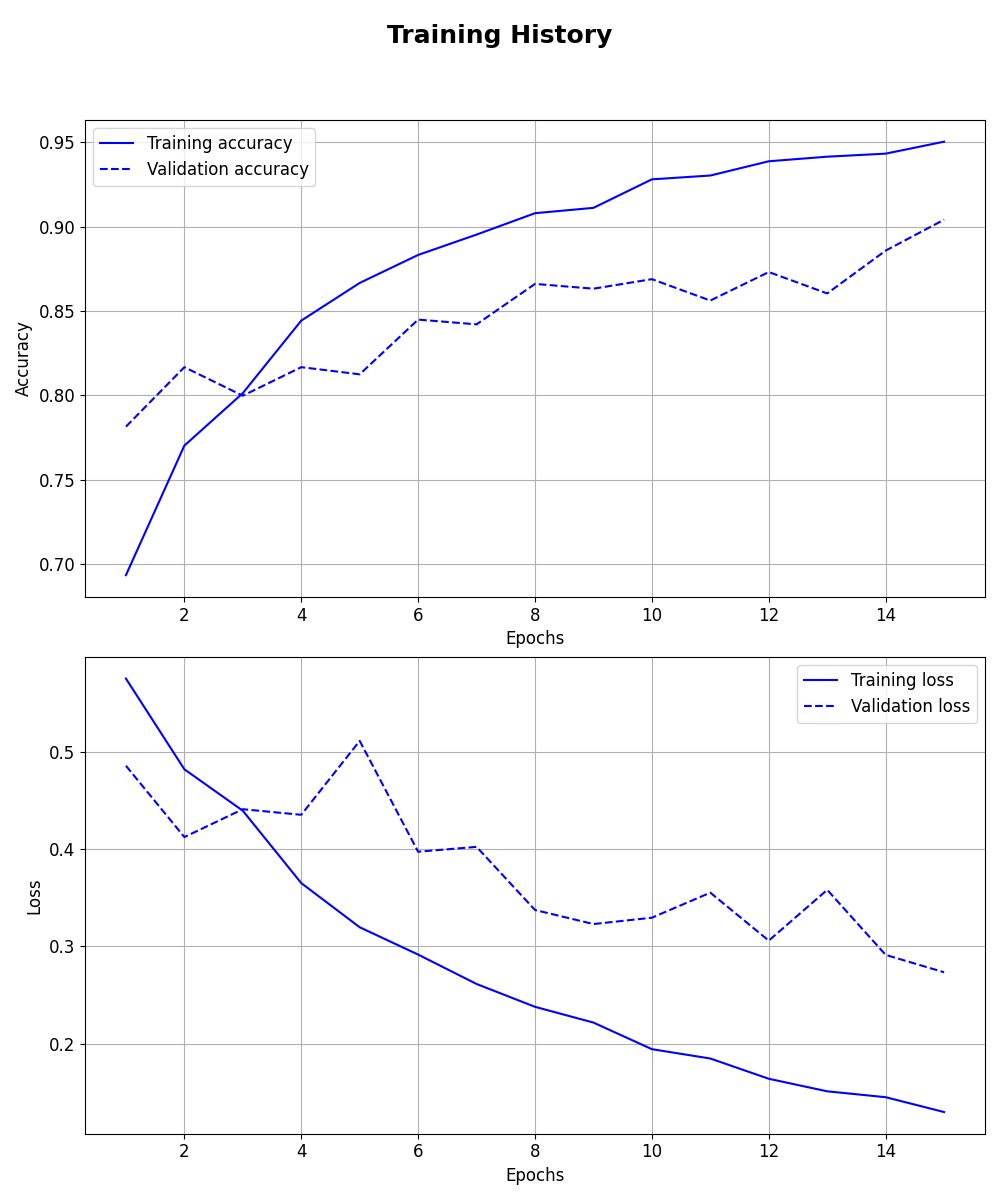 Training History
Training accuracy
Validation accuracy
0.95
0.90
0.85
0.80
0.75
0.70
Accuracy
2 4 6 8 10 12 14
Epochs
Training loss
Validation loss
0.5
0.4
0.3
0.2
Loss
2 4 6 8 10 12 14
Epochs